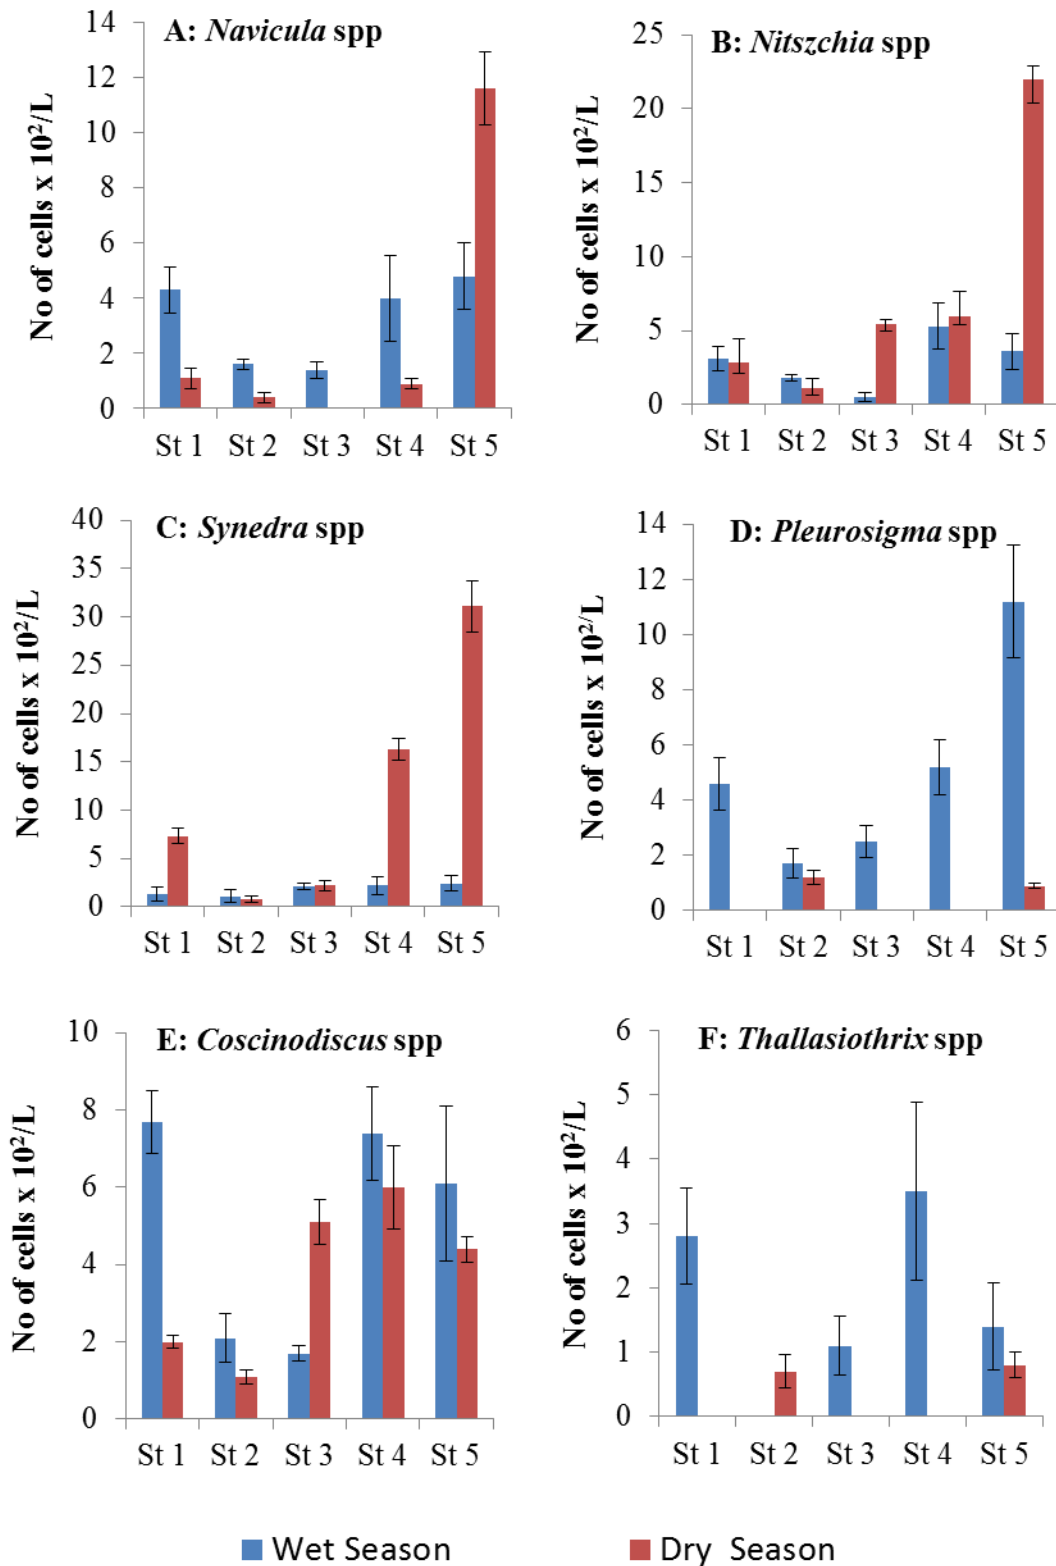 A: Navicula spp
No of cells x 10²/L
14
12
10
8
6
4
2
0
St 1 St 2 St 3 St 4 St 5
B: Nitszchia spp
No of cells x 10²/L
25
20
15
10
5
0
St 1 St 2 St 3 St 4 St 5
C: Synedra spp
No of cells x 10²/L
40
35
30
25
20
15
10
5
0
St 1 St 2 St 3 St 4 St 5
D: Pleurosigma spp
No of cells x 10²/L
14
12
10
8
6
4
2
0
St 1 St 2 St 3 St 4 St 5
E: Coscinodiscus spp
No of cells x 10²/L
10
8
6
4
2
0
St 1 St 2 St 3 St 4 St 5
F: Thallasiothrix spp
No of cells x 10²/L
6
5
4
3
2
1
0
St 1 St 2 St 3 St 4 St 5
Wet Season Dry Season